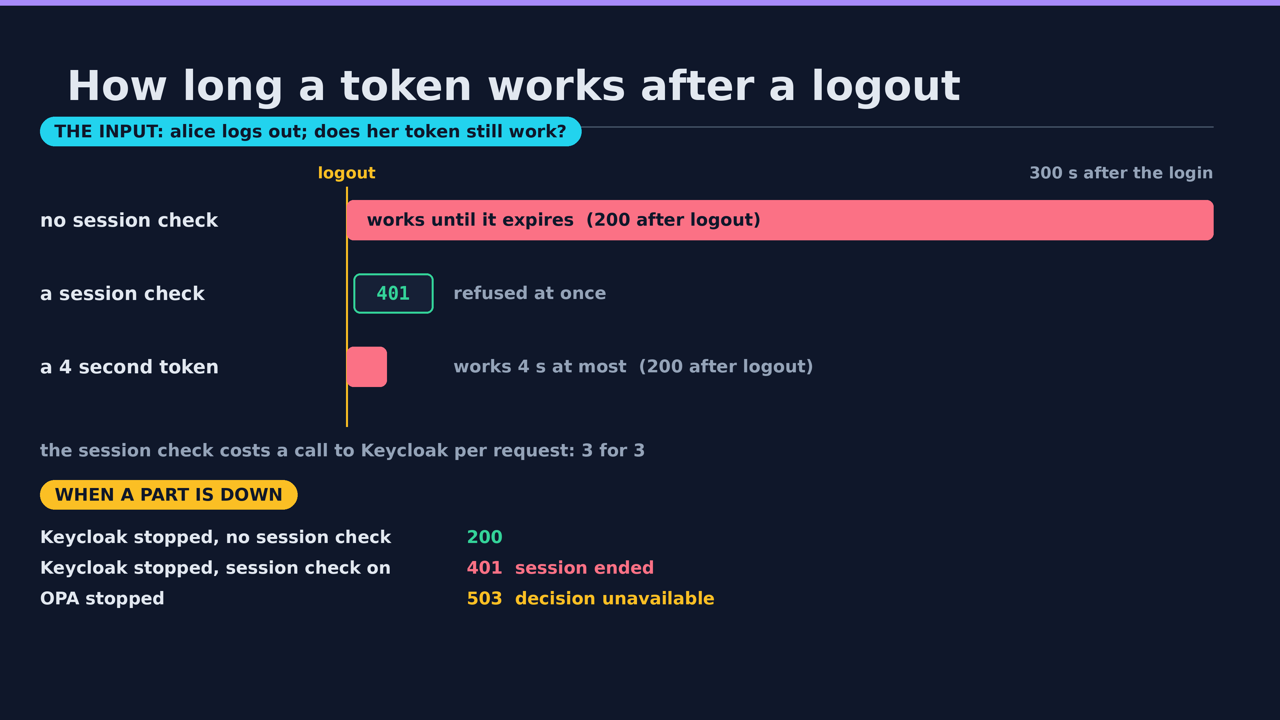 How long a token works after a logout
THE INPUT: alice logs out; does her token still work?
logout
300 s after the login
no session check
works until it expires  (200 after logout)
a session check
401
refused at once
a 4 second token
works 4 s at most  (200 after logout)
the session check costs a call to Keycloak per request: 3 for 3
WHEN A PART IS DOWN
Keycloak stopped, no session check 200
Keycloak stopped, session check on 401 session ended
OPA stopped 503 decision unavailable